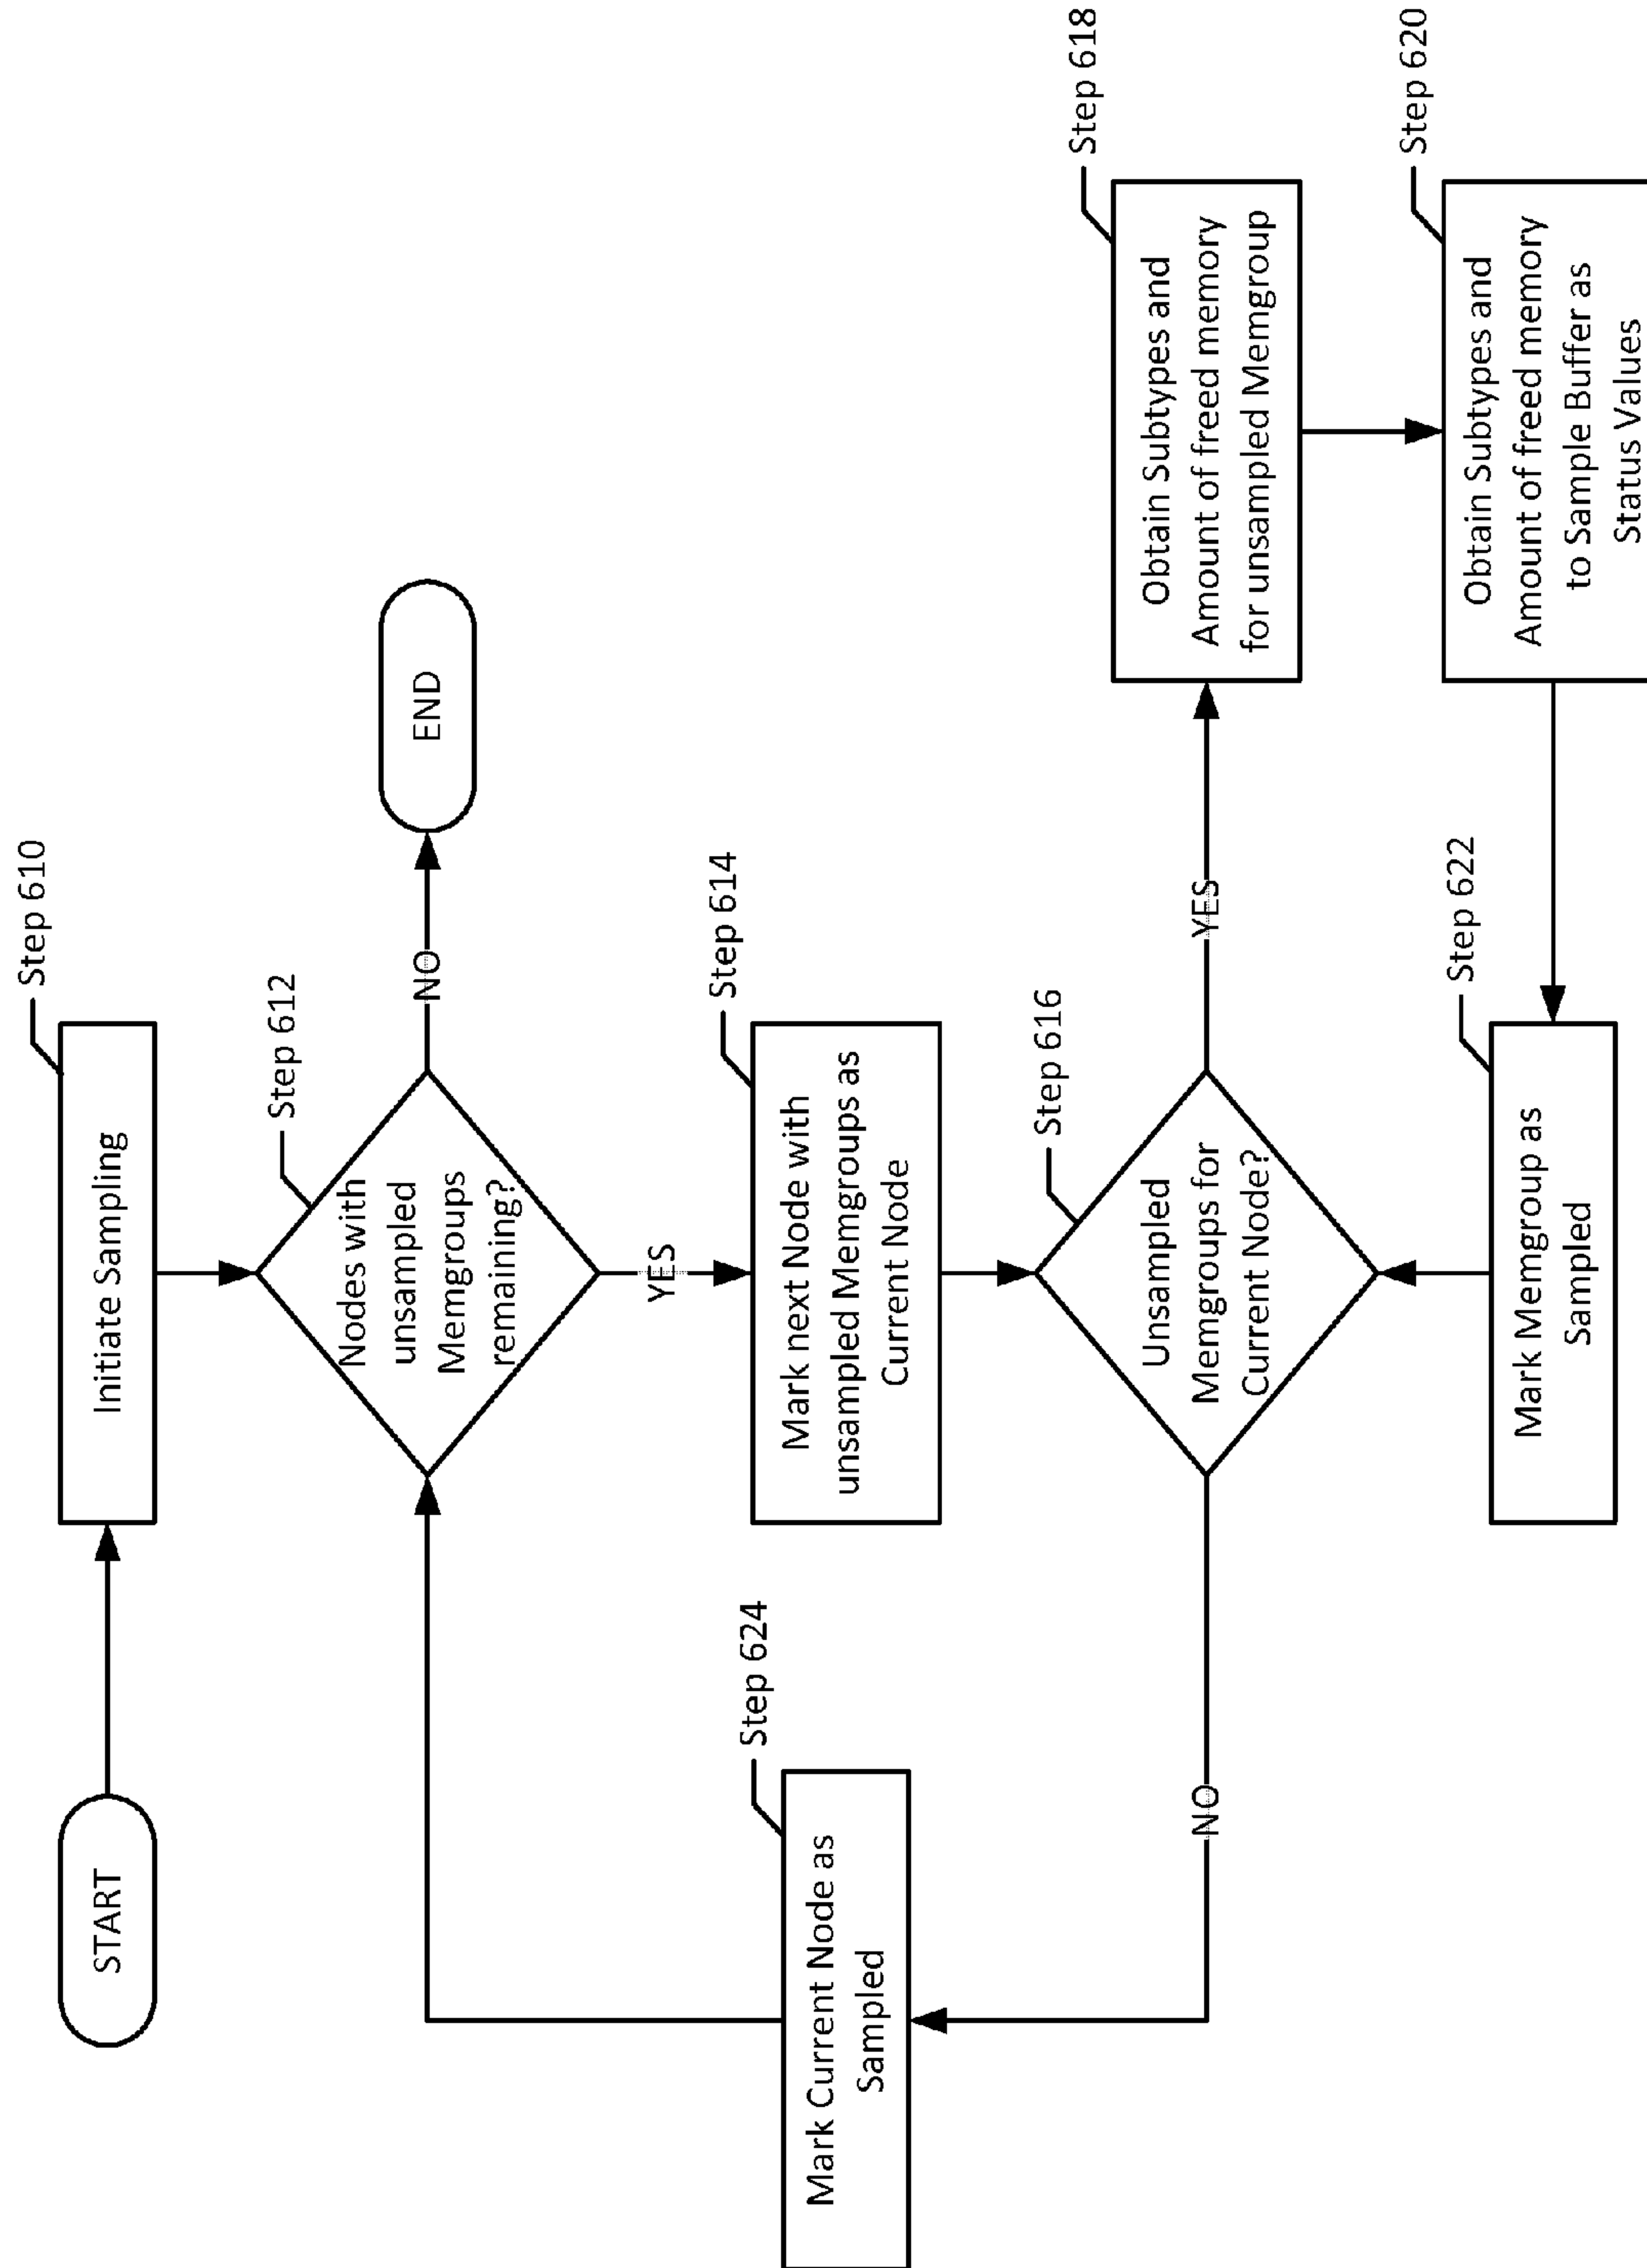 START
Initiate Sampling
Step 610
Nodes with
unsampled
Memgroups
remaining?
Step 612
NO
END
YES
Mark next Node with
unsampled Memgroups as
Current Node
Step 614
Unsampled
Memgroups for
Current Node?
Step 616
YES
Obtain Subtypes and
Amount of freed memory
for unsampled Memgroup
Step 618
Obtain Subtypes and
Amount of freed memory
to Sample Buffer as
Status Values
Step 620
Mark Memgroup as
Sampled
Step 622
NO
Mark Current Node as
Sampled
Step 624